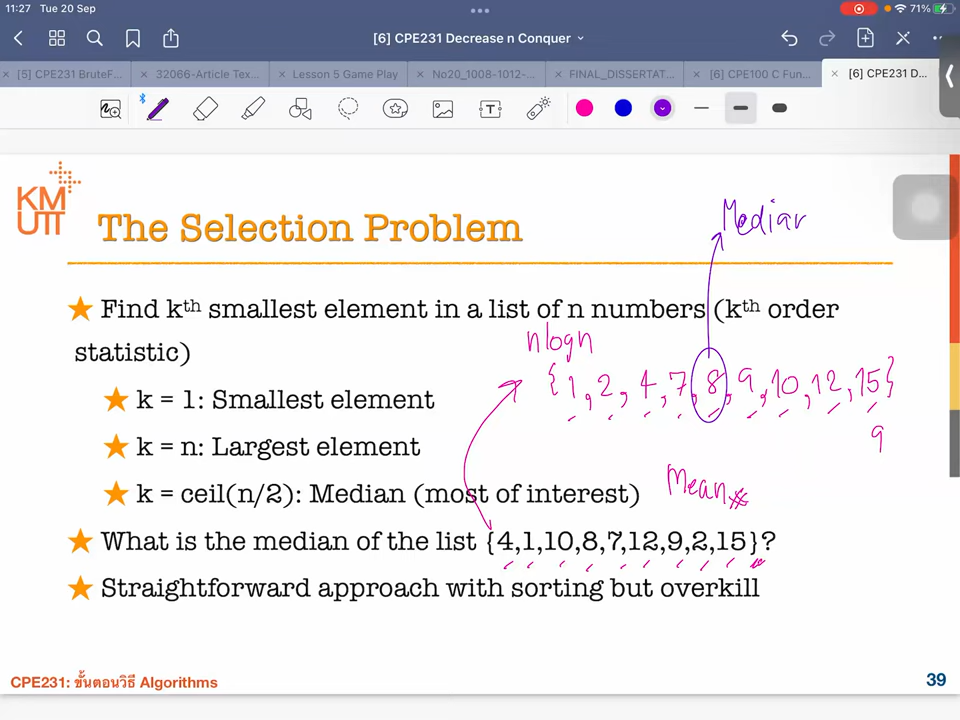 11:27 Tue 20 Sep
71%
[6] CPE231 Decrease n Conquer
[5] CPE231 BruteF...
32066-Article Tex...
Lesson 5 Game Play
No20_1008-1012-...
FINAL_DISSERTAT...
[6] CPE100 C Fun...
[6] CPE231 D...
KM
UTT
The Selection Problem
Median
Find kth smallest element in a list of n numbers (kth order
statistic)
nlogn
{1, 2, 4, 7, 8, 9, 10, 12, 15}
9
k = 1: Smallest element
k = n: Largest element
k = ceil(n/2): Median (most of interest)
Mean
What is the median of the list {4,1,10,8,7,12,9,2,15}?
Straightforward approach with sorting but overkill
CPE231: ขั้นตอนวิธี Algorithms
39